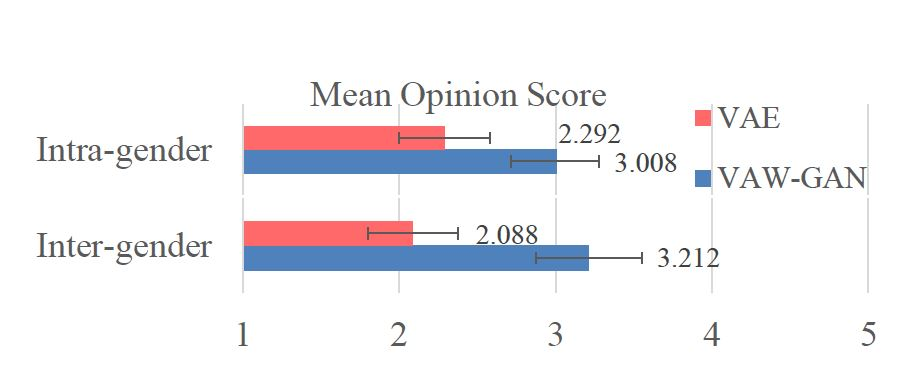 Mean Opinion Score
VAE
2.292
Intra-gender
3.008
VAW-GAN
2.088
Inter-gender
3.212
1 2 3 4 5